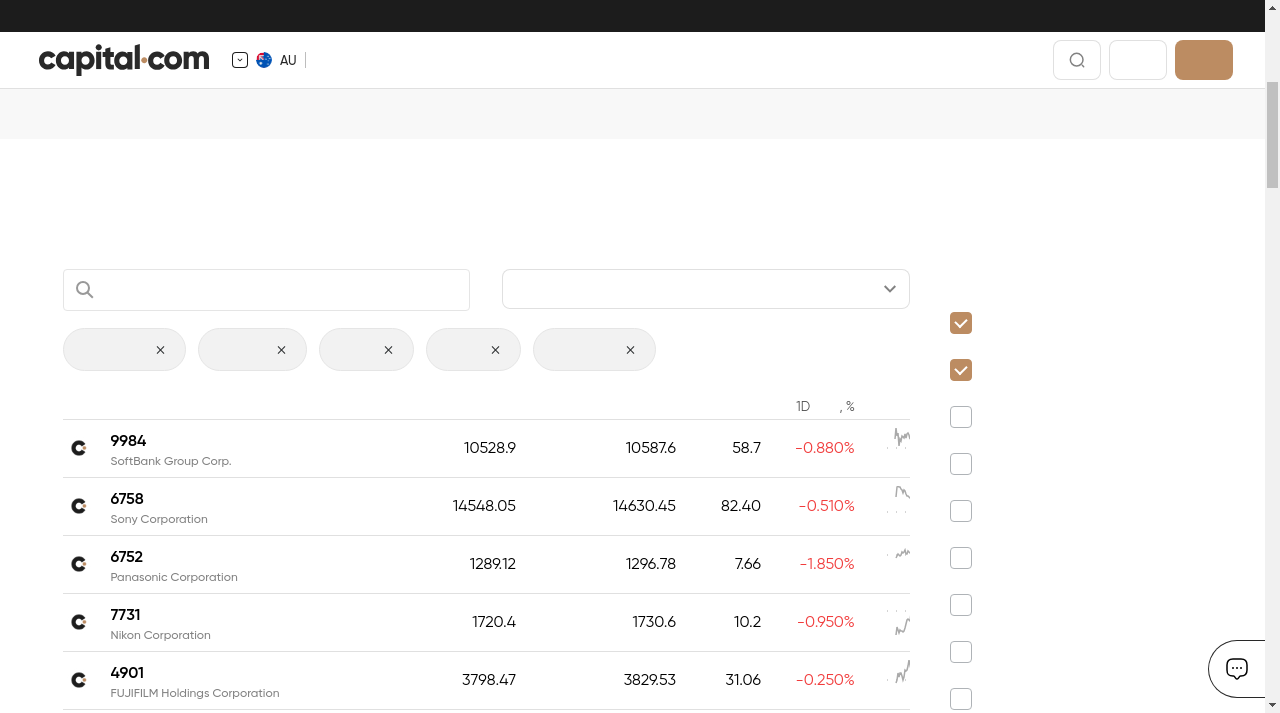 capital.com
AU
1D , %
9984
SoftBank Group Corp.
10528.9 10587.6 58.7 -0.880%
6758
Sony Corporation
14548.05 14630.45 82.40 -0.510%
6752
Panasonic Corporation
1289.12 1296.78 7.66 -1.850%
7731
Nikon Corporation
1720.4 1730.6 10.2 -0.950%
4901
FUJIFILM Holdings Corporation
3798.47 3829.53 31.06 -0.250%